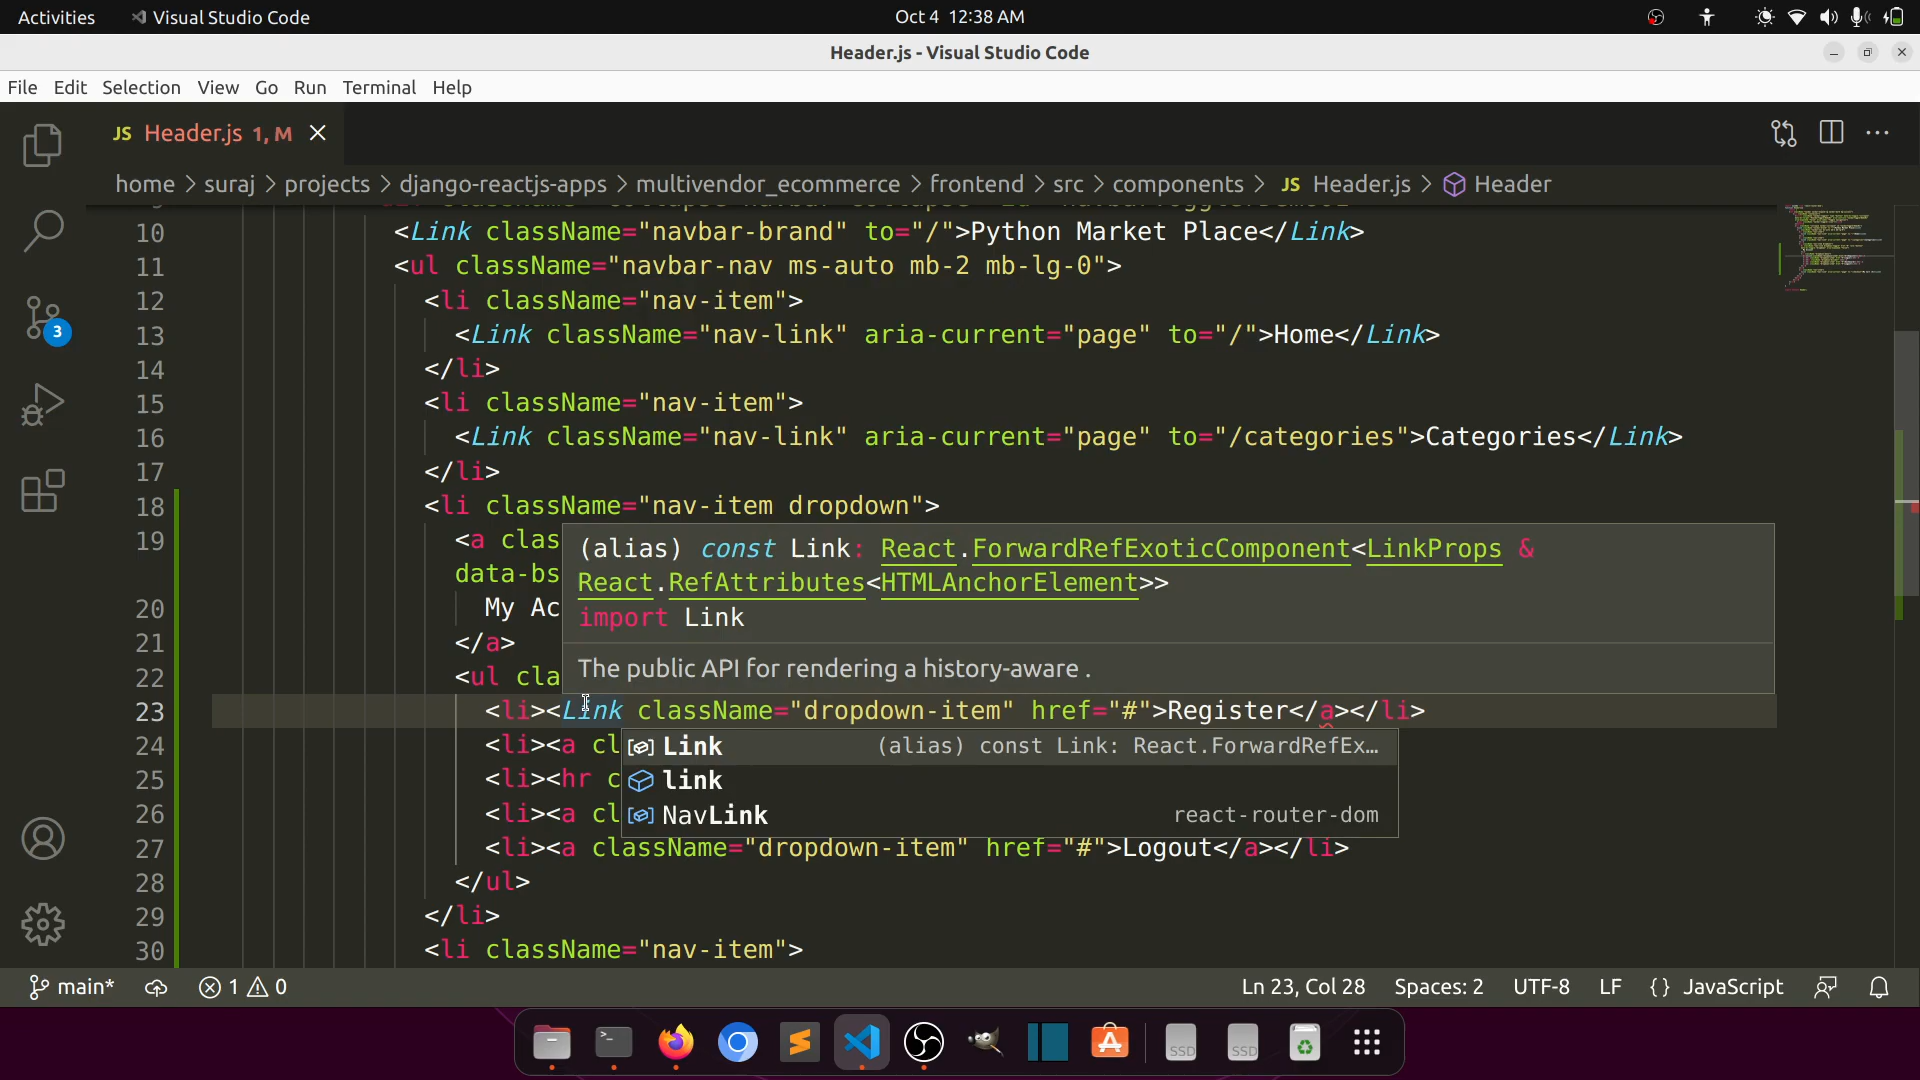 Activities
Visual Studio Code
Oct 4 12:38 AM
Header.js - Visual Studio Code
File Edit Selection View Go Run Terminal Help
JS Header.js 1, M
home > suraj > projects > django-reactjs-apps > multivendor_ecommerce > frontend > src > components > JS Header.js > Header
10 <Link className="navbar-brand" to="/">Python Market Place</Link>
11 <ul className="navbar-nav ms-auto mb-2 mb-lg-0">
12 <li className="nav-item">
13 <Link className="nav-link" aria-current="page" to="/">Home</Link>
14 </li>
15 <li className="nav-item">
16 <Link className="nav-link" aria-current="page" to="/categories">Categories</Link>
17 </li>
18 <li className="nav-item dropdown">
19 <a clas
(alias) const Link: React.ForwardRefExoticComponent<LinkProps &
data-bs
React.RefAttributes<HTMLAnchorElement>>
20 My Ac
import Link
21 </a>
The public API for rendering a history-aware .
22 <ul cla
23 <li><Link className="dropdown-item" href="#">Register</a></li>
24 <li><a cl
Link (alias) const Link: React.ForwardRefEx…
25 <li><hr c
link
26 <li><a cl
NavLink react-router-dom
27 <li><a className="dropdown-item" href="#">Logout</a></li>
28 </ul>
29 </li>
30 <li className="nav-item">
3
main*
1
0
Ln 23, Col 28
Spaces: 2
UTF-8
LF
{ } JavaScript
SSD
SSD